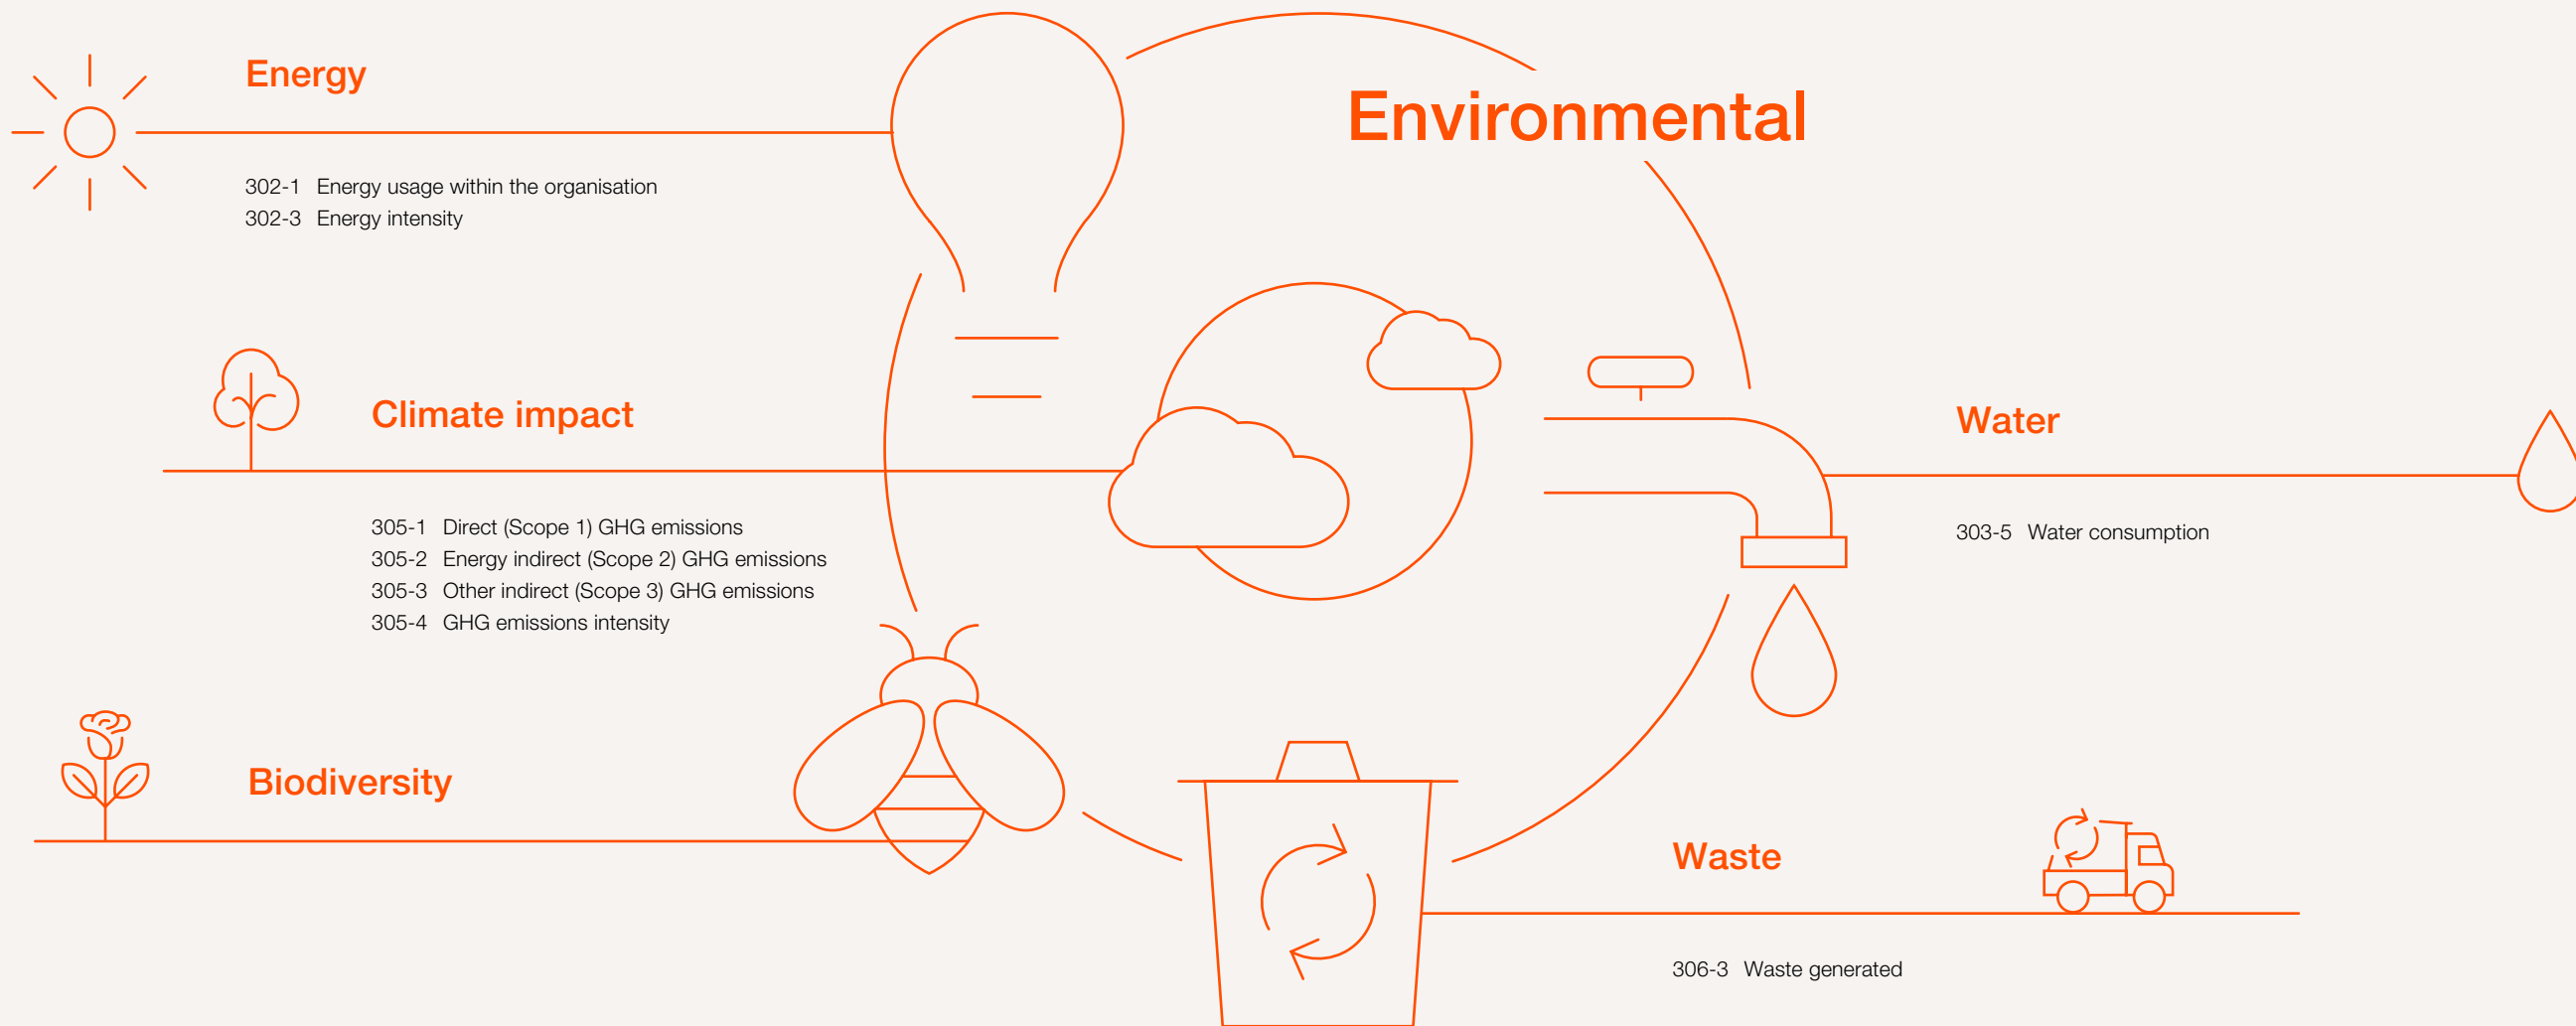 Environmental
Energy
302-1 Energy usage within the organisation
302-3 Energy intensity
Climate impact
305-1 Direct (Scope 1) GHG emissions
305-2 Energy indirect (Scope 2) GHG emissions
305-3 Other indirect (Scope 3) GHG emissions
305-4 GHG emissions intensity
Biodiversity
Water
303-5 Water consumption
Waste
306-3 Waste generated